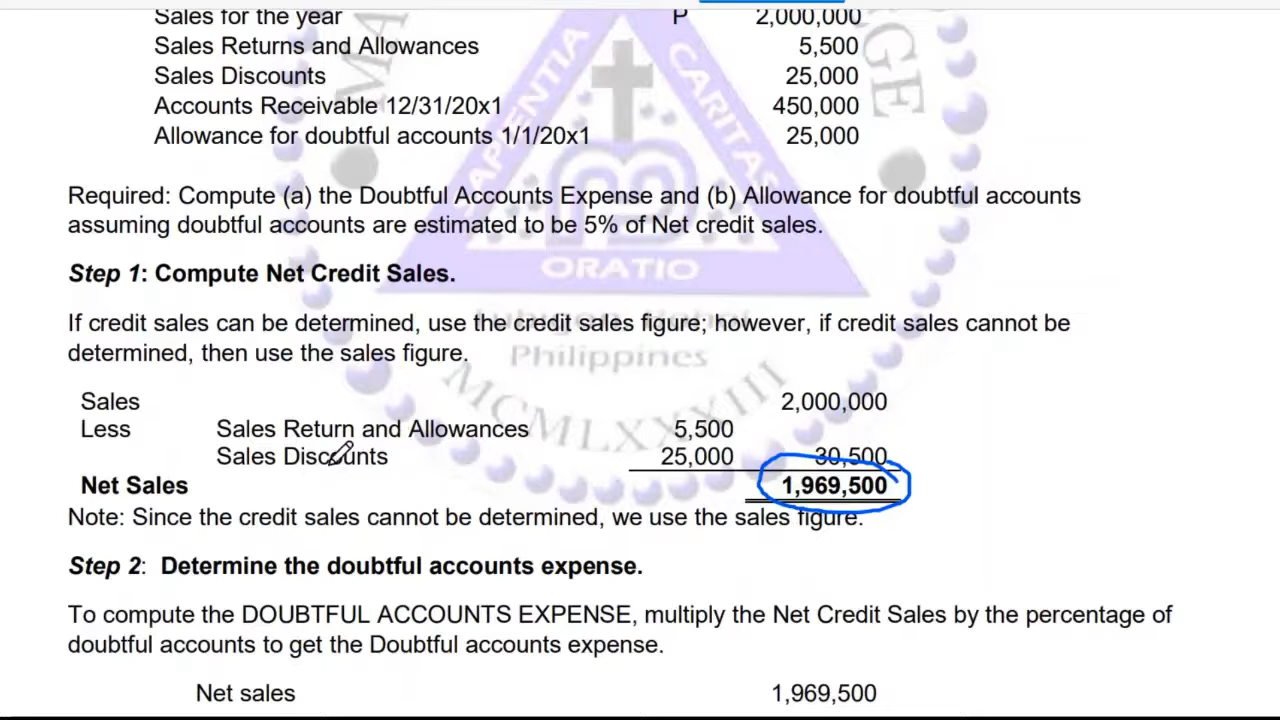 Sales for the year P 2,000,000
Sales Returns and Allowances 5,500
Sales Discounts 25,000
Accounts Receivable 12/31/20x1 450,000
Allowance for doubtful accounts 1/1/20x1 25,000
Required: Compute (a) the Doubtful Accounts Expense and (b) Allowance for doubtful accounts
assuming doubtful accounts are estimated to be 5% of Net credit sales.
Step 1: Compute Net Credit Sales.
If credit sales can be determined, use the credit sales figure; however, if credit sales cannot be
determined, then use the sales figure.
Sales 2,000,000
Less Sales Return and Allowances 5,500
Sales Discounts 25,000 30,500
Net Sales 1,969,500
Note: Since the credit sales cannot be determined, we use the sales figure.
Step 2: Determine the doubtful accounts expense.
To compute the DOUBTFUL ACCOUNTS EXPENSE, multiply the Net Credit Sales by the percentage of
doubtful accounts to get the Doubtful accounts expense.
Net sales 1,969,500
SAPIENTIA
CARITAS
ORATIO
Philippines
MCMLXXXIII